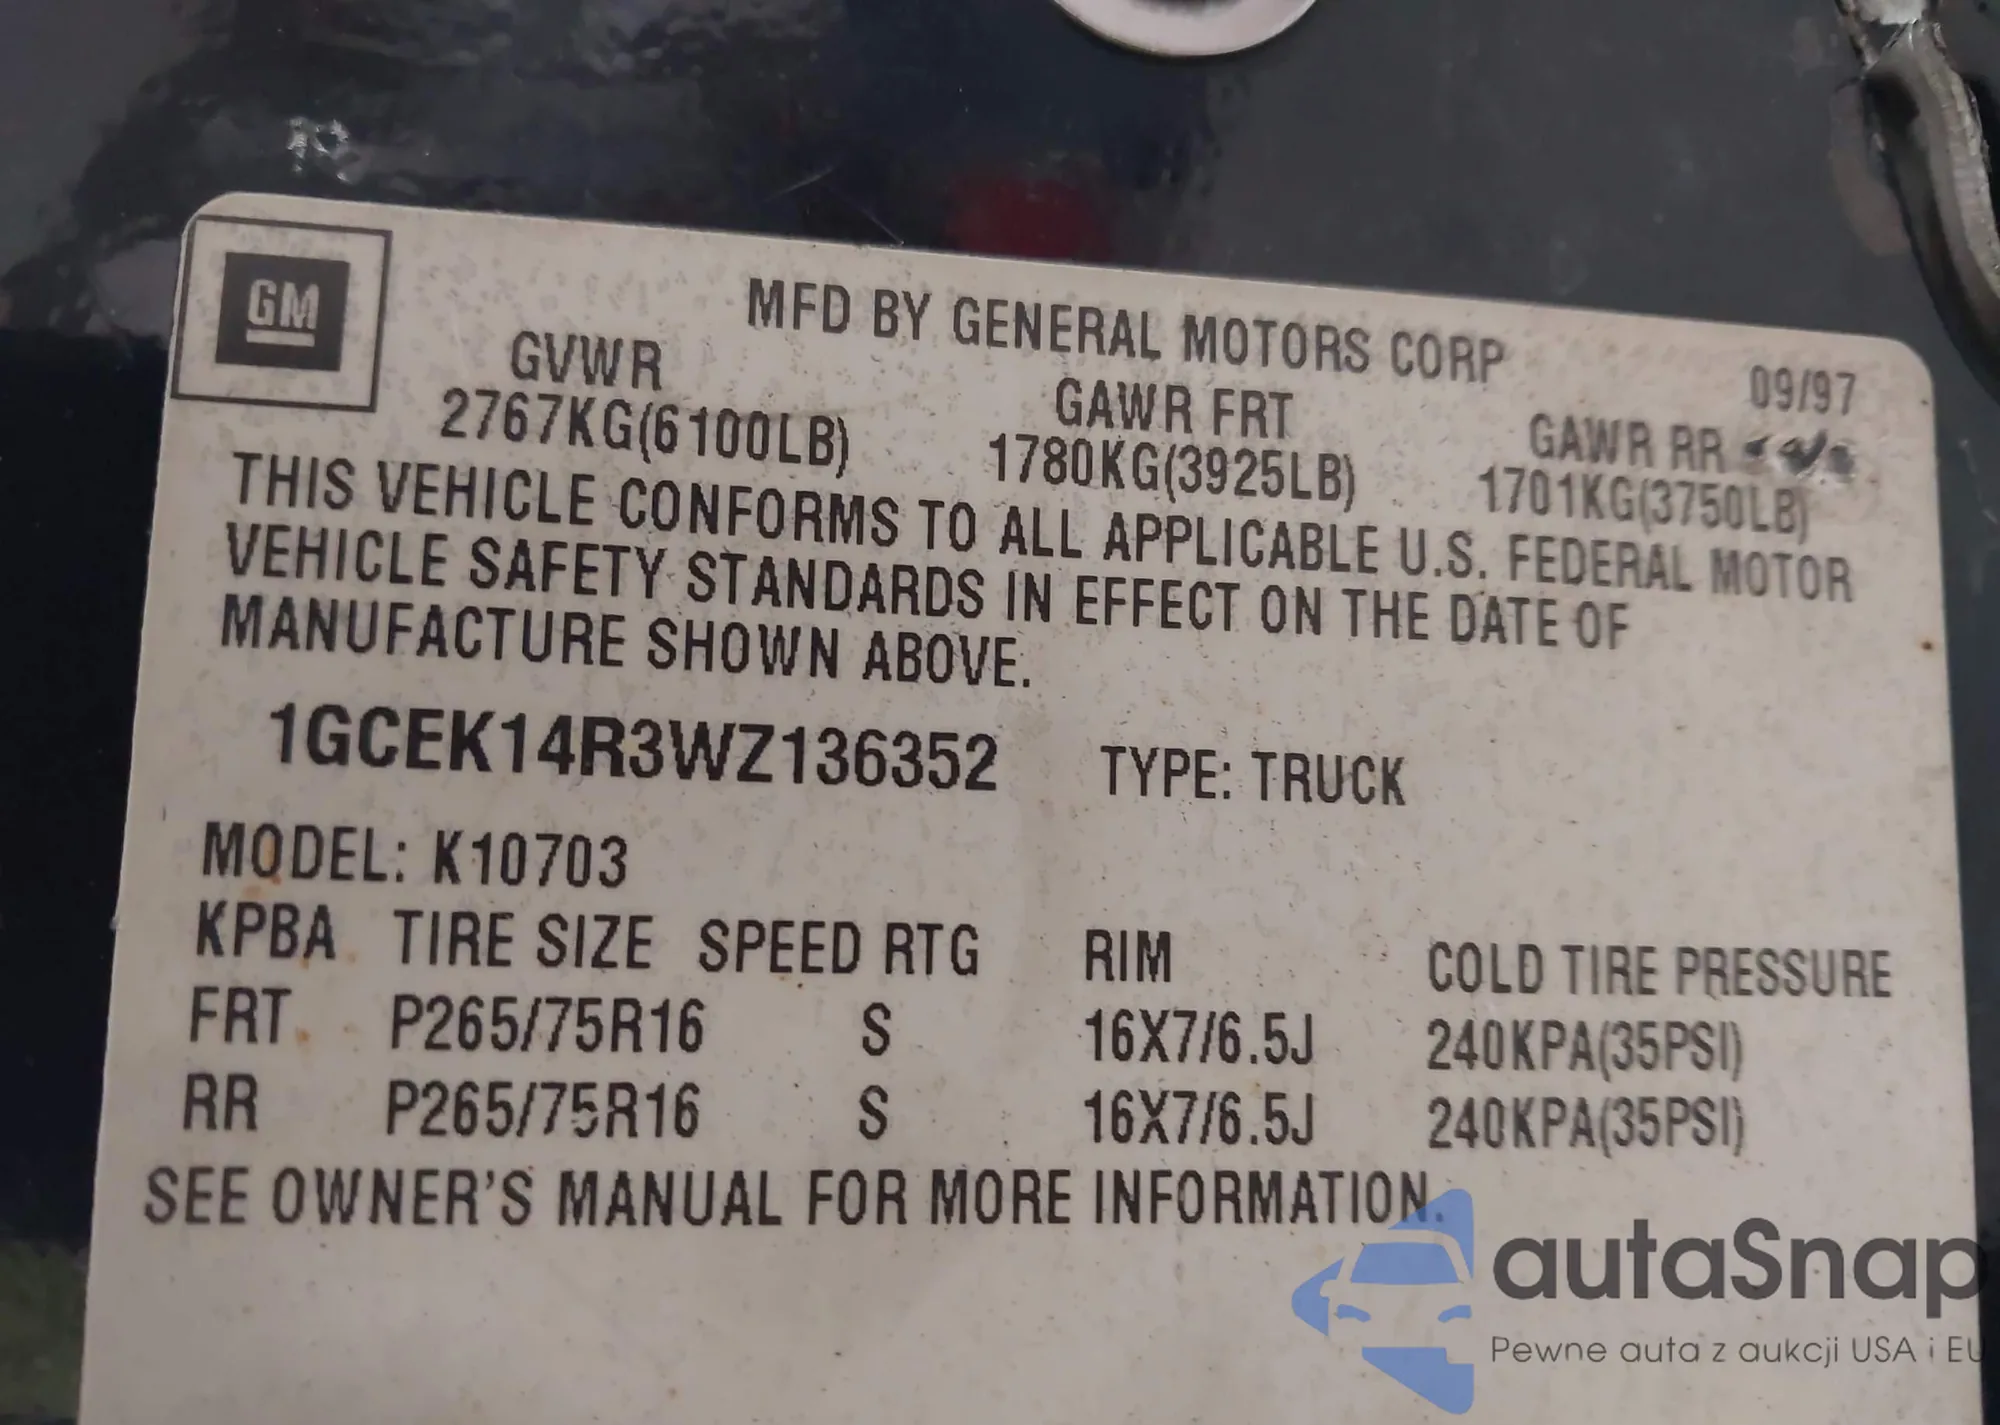 GM
MFD BY GENERAL MOTORS CORP
09/97
GVWR GAWR FRT GAWR RR
2767KG(6100LB) 1780KG(3925LB) 1701KG(3750LB)
THIS VEHICLE CONFORMS TO ALL APPLICABLE U.S. FEDERAL MOTOR
VEHICLE SAFETY STANDARDS IN EFFECT ON THE DATE OF
MANUFACTURE SHOWN ABOVE.
1GCEK14R3WZ136352 TYPE: TRUCK
MODEL: K10703
KPBA TIRE SIZE SPEED RTG RIM COLD TIRE PRESSURE
FRT P265/75R16 S 16X7/6.5J 240KPA(35PSI)
RR P265/75R16 S 16X7/6.5J 240KPA(35PSI)
SEE OWNER'S MANUAL FOR MORE INFORMATION.
autaSnap
Pewne auta z aukcji USA i EU